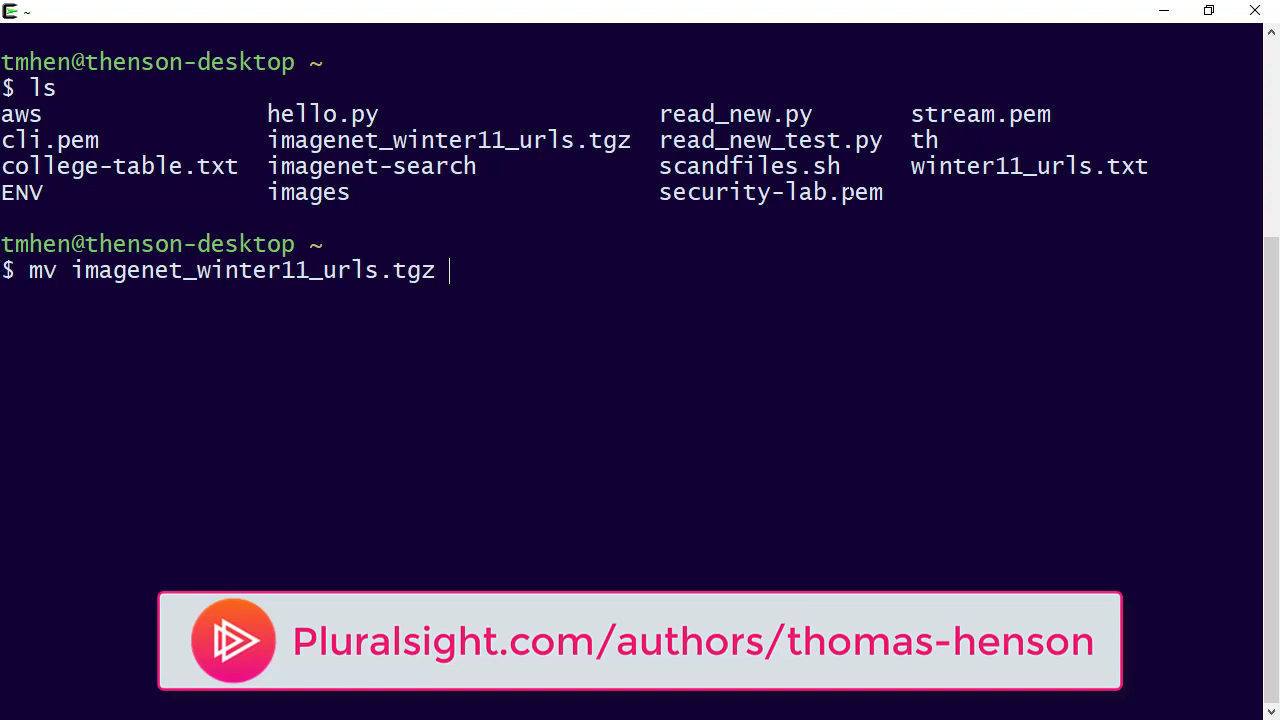 ~
tmhen@thenson-desktop ~
$ ls
aws hello.py read_new.py stream.pem
cli.pem imagenet_winter11_urls.tgz read_new_test.py th
college-table.txt imagenet-search scandfiles.sh winter11_urls.txt
ENV images security-lab.pem
tmhen@thenson-desktop ~
$ mv imagenet_winter11_urls.tgz
Pluralsight.com/authors/thomas-henson